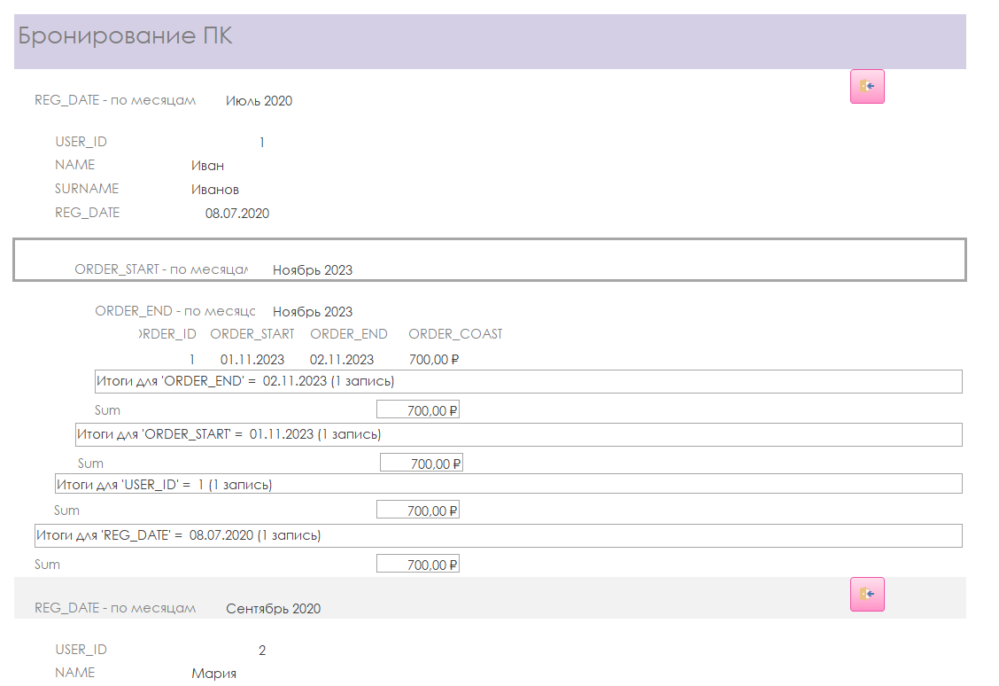 Бронирование ПК
REG_DATE - по месяцам Июль 2020
USER_ID 1
NAME Иван
SURNAME Иванов
REG_DATE 08.07.2020
ORDER_START - по месяцам Ноябрь 2023
ORDER_END - по месяцс Ноябрь 2023
ORDER_ID ORDER_START ORDER_END ORDER_COAST
1 01.11.2023 02.11.2023 700,00 ₽
Итоги для 'ORDER_END' = 02.11.2023 (1 запись)
Sum 700,00 ₽
Итоги для 'ORDER_START' = 01.11.2023 (1 запись)
Sum 700,00 ₽
Итоги для 'USER_ID' = 1 (1 запись)
Sum 700,00 ₽
Итоги для 'REG_DATE' = 08.07.2020 (1 запись)
Sum 700,00 ₽
REG_DATE - по месяцам Сентябрь 2020
USER_ID 2
NAME Мария